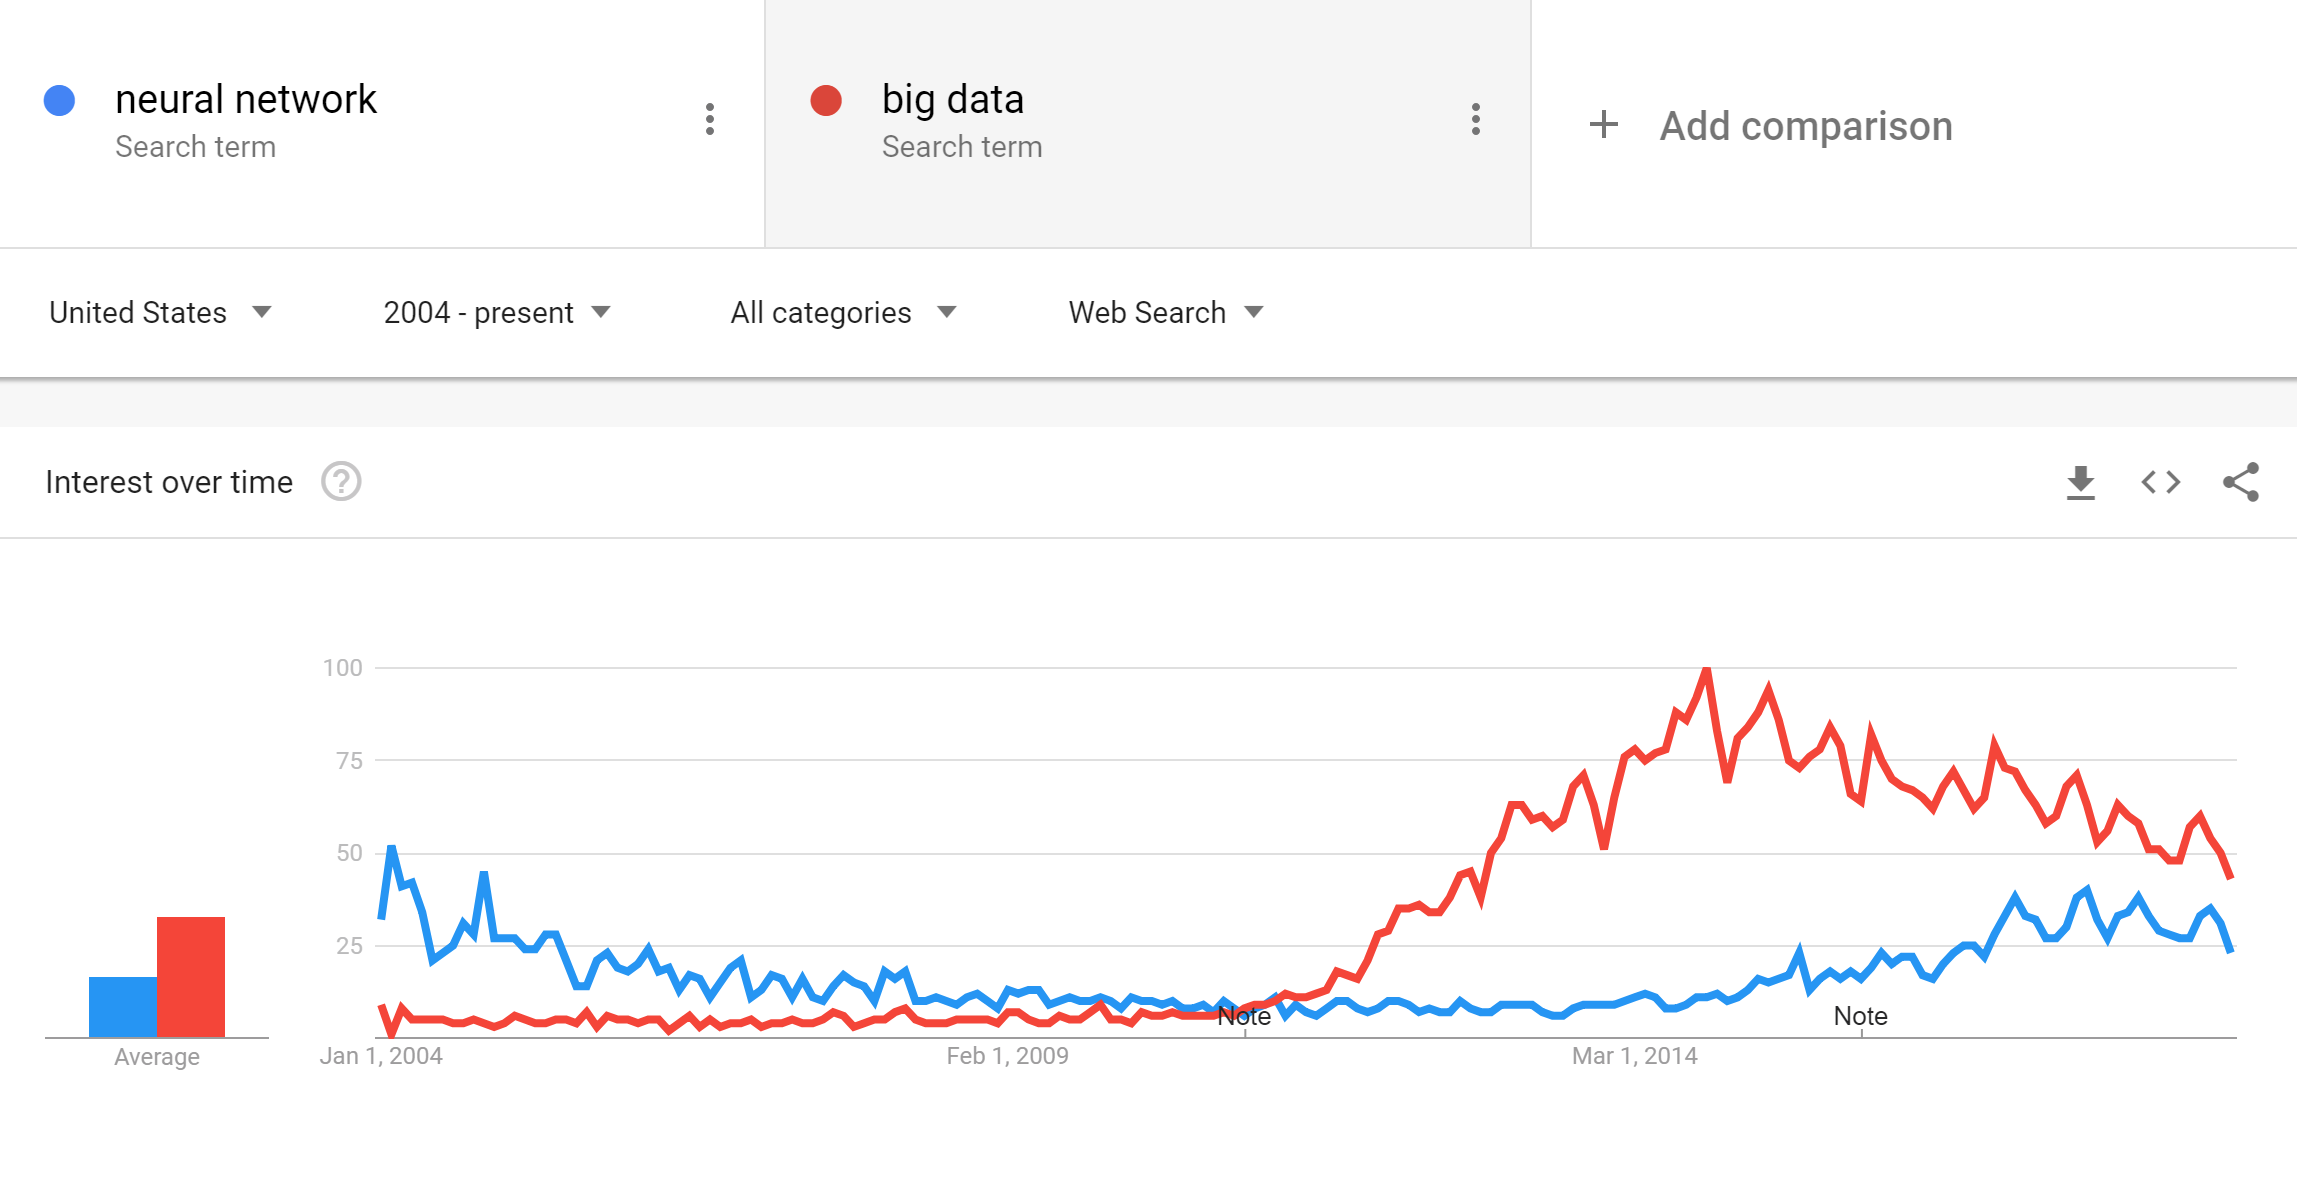 neural network
Search term
big data
Search term
+ Add comparison
United States
2004 - present
All categories
Web Search
Interest over time
?
100
75
50
25
Note
Note
Average
Jan 1, 2004
Feb 1, 2009
Mar 1, 2014